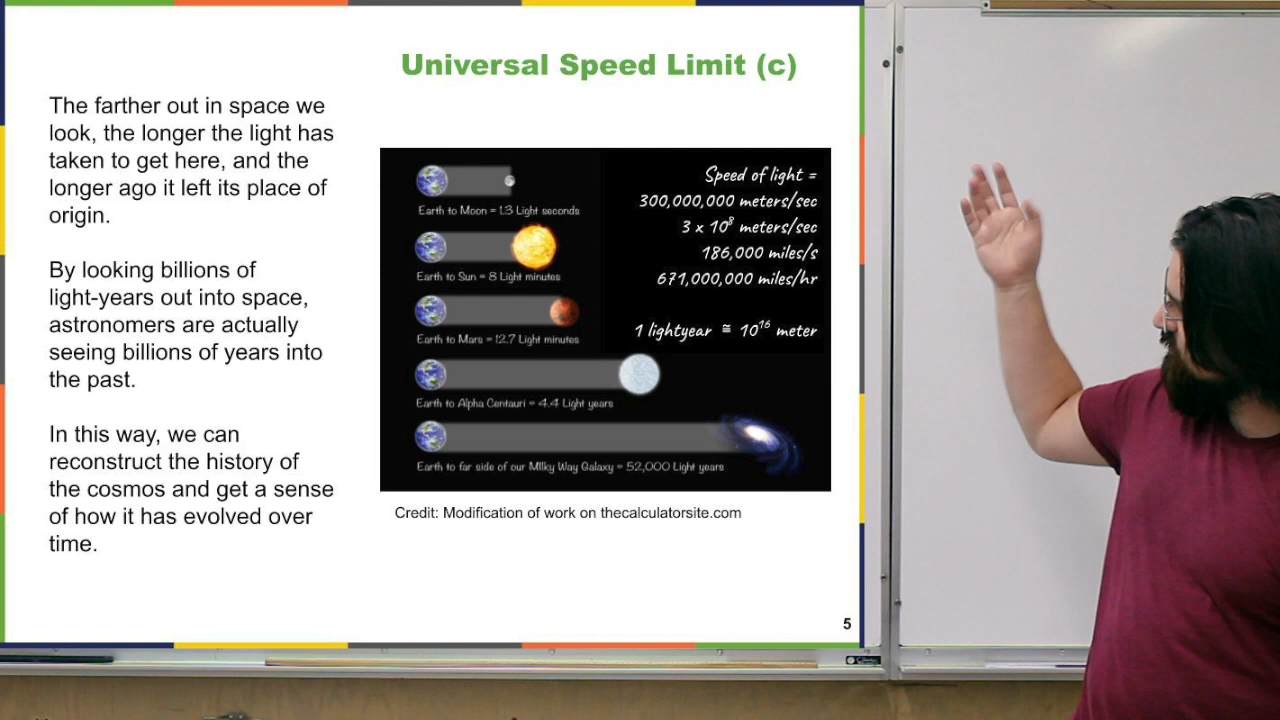 Universal Speed Limit (c)
The farther out in space we
look, the longer the light has
taken to get here, and the
longer ago it left its place of
origin.
By looking billions of
light-years out into space,
astronomers are actually
seeing billions of years into
the past.
In this way, we can
reconstruct the history of
the cosmos and get a sense
of how it has evolved over
time.
Earth to Moon = 1.3 Light seconds
Earth to Sun = 8 Light minutes
Earth to Mars = 12.7 Light minutes
Earth to Alpha Centauri = 4.4 Light years
Earth to far side of our Milky Way Galaxy = 52,000 Light years
Speed of light =
300,000,000 meters/sec
3 x 10⁸ meters/sec
186,000 miles/s
671,000,000 miles/hr
1 lightyear ≅ 10¹⁶ meter
Credit: Modification of work on thecalculatorsite.com
5